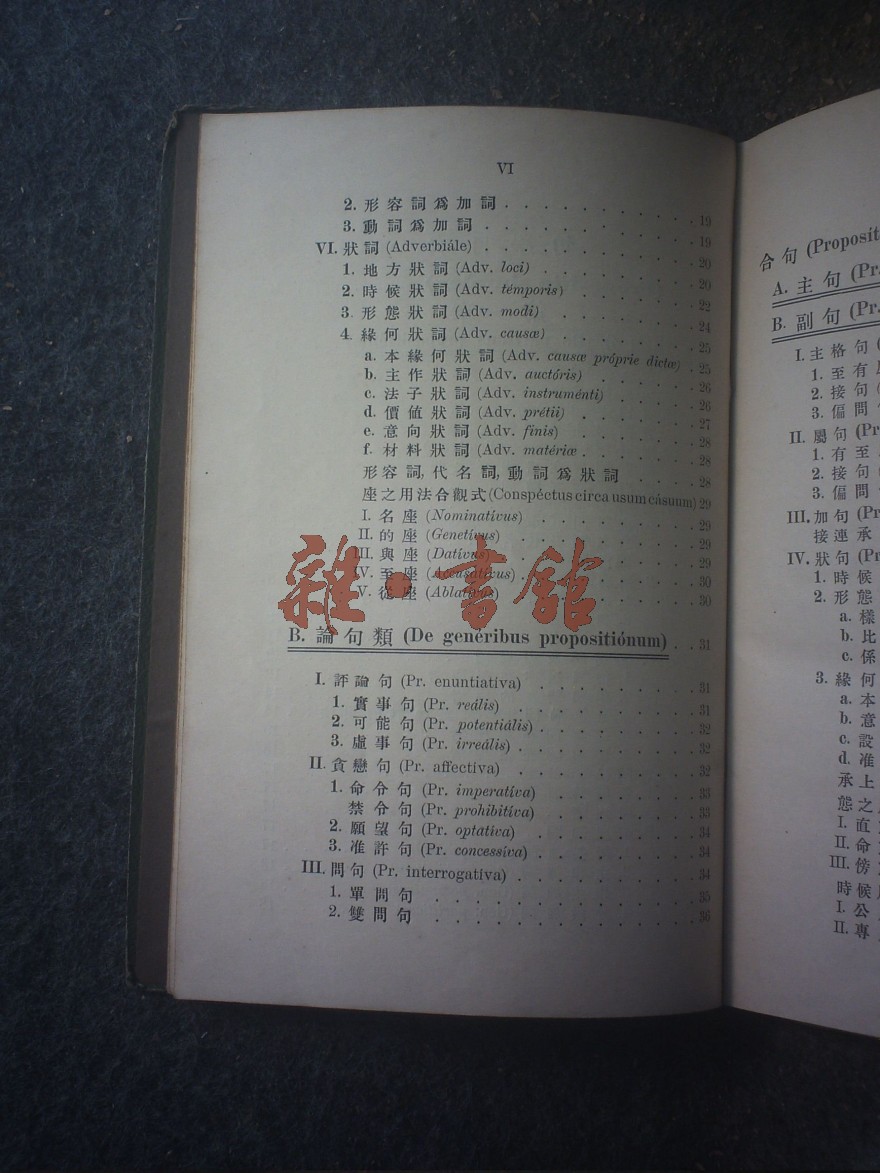 VI
2. 形容詞爲加詞 . . . . . . . . . 19
3. 動詞爲加詞 . . . . . . . . . . 19
VI. 狀詞 (Adverbiále) . . . . . . . . . 20
1. 地方狀詞 (Adv. loci) . . . . . . . 20
2. 時候狀詞 (Adv. témporis) . . . . . . 22
3. 形態狀詞 (Adv. modi) . . . . . . . 24
4. 緣何狀詞 (Adv. causæ) . . . . . . . 25
a. 本緣何狀詞 (Adv. causæ próprie dictæ) . 25
b. 主作狀詞 (Adv. auctóris) . . . . . . 26
c. 法子狀詞 (Adv. instruménti) . . . . . 26
d. 價値狀詞 (Adv. prétii) . . . . . . . 27
e. 意向狀詞 (Adv. finis) . . . . . . . 28
f. 材料狀詞 (Adv. matériæ . . . . . . . 28
形容詞, 代名詞, 動詞爲狀詞 . . . . 28
座之用法合觀式 (Conspéctus circa usum cásuum) 29
I. 名座 (Nominatívus) . . . . . . . . 29
II. 的座 (Genetívus) . . . . . . . . 29
III. 與座 (Datívus) . . . . . . . . . 29
IV. 至座 (Accusatívus) . . . . . . . . 30
V. 從座 (Ablatívus) . . . . . . . . 30
雜·書館
B. 論句類 (De genéribus propositiónum) . . 31
I. 評論句 (Pr. enuntiatíva) . . . . . . . 31
1. 實事句 (Pr. reális) . . . . . . . . 31
2. 可能句 (Pr. potentiális) . . . . . . . 32
3. 虛事句 (Pr. irreális) . . . . . . . . 32
II. 貪戀句 (Pr. affectiva) . . . . . . . . 32
1. 命令句 (Pr. imperatíva) . . . . . . . 33
禁令句 (Pr. prohibitíva) . . . . . . . 33
2. 願望句 (Pr. optatíva) . . . . . . . 34
3. 准許句 (Pr. concessíva) . . . . . . . 34
III. 問句 (Pr. interrogatíva) . . . . . . . 34
1. 單問句 . . . . . . . . . . . . 35
2. 雙問句 . . . . . . . . . . . . 36
合句 (Proposit
A. 主句 (Pr.
B. 副句 (Pr.
I. 主格句 (
1. 至有
2. 接句 (
3. 偏問
II. 屬句 (Pr
1. 有至
2. 接句
3. 偏問
III. 加句 (Pr
接連承
IV. 狀句 (P
1. 時候
2. 形態
a. 樣
b. 比
c. 係
3. 緣何
a. 本
b. 意
c. 設
d. 准
承上
態之
I. 直
II. 命
III. 傍
時候
I. 公
II. 專